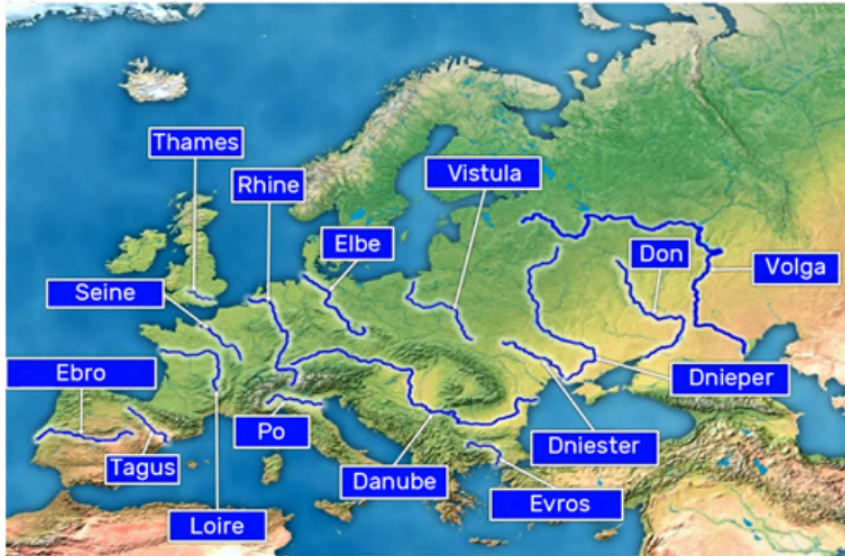 Thames
Rhine
Vistula
Elbe
Don
Volga
Seine
Ebro
Dnieper
Po
Dniester
Tagus
Danube
Evros
Loire